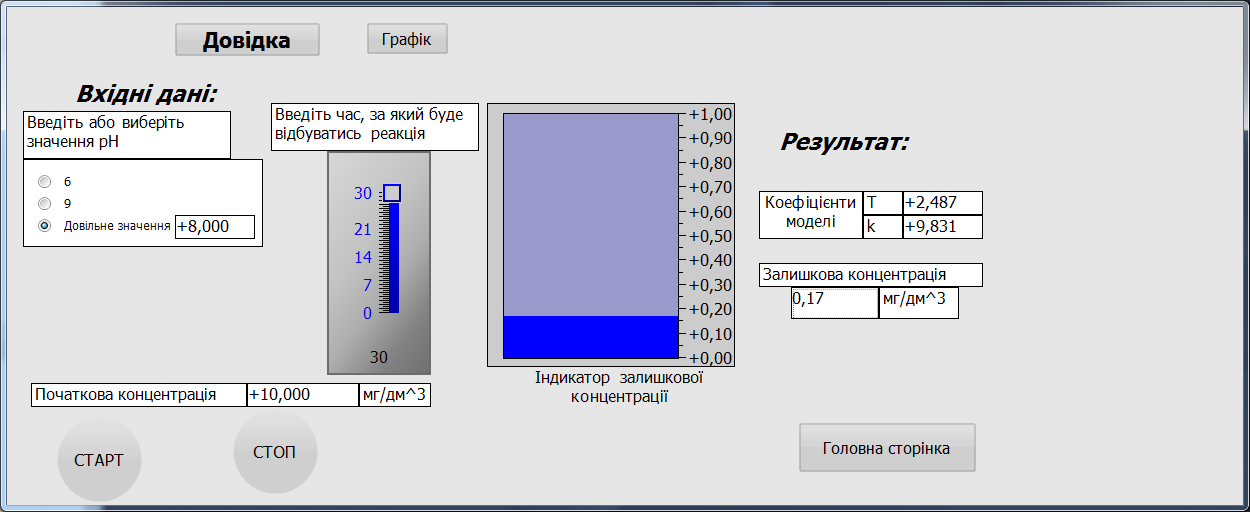 Довідка
Графік
Вхідні дані:
Введіть або виберіть
значення pH
6
9
Довільне значення +8,000
Введіть час, за який буде
відбуватись реакція
30
21
14
7
0
30
Початкова концентрація +10,000 мг/дм^3
СТАРТ
СТОП
+1,00
+0,90
+0,80
+0,70
+0,60
+0,50
+0,40
+0,30
+0,20
+0,10
+0,00
Індикатор залишкової
концентрації
Результат:
Коефіцієнти
моделі
T +2,487
k +9,831
Залишкова концентрація
0,17 мг/дм^3
Головна сторінка